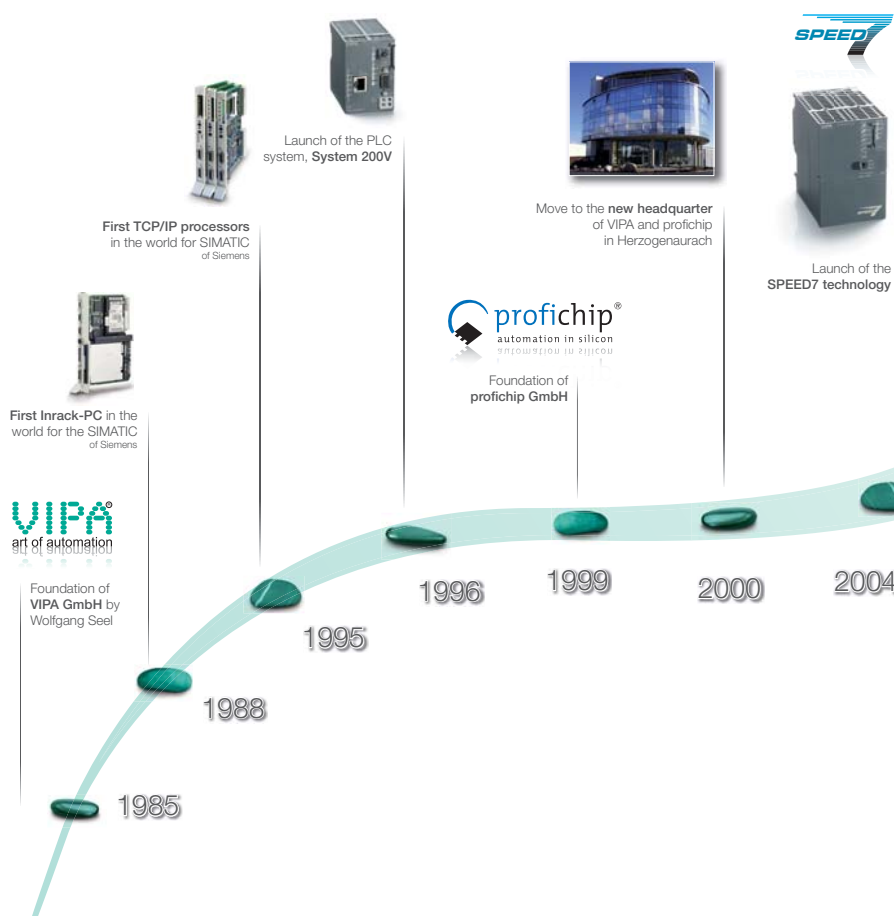 SPEED7
Launch of the PLC
system, System 200V
First TCP/IP processors
in the world for SIMATIC
of Siemens
Move to the new headquarter
of VIPA and profichip
in Herzogenaurach
Launch of the
SPEED7 technology
profichip®
automation in silicon
Foundation of
profichip GmbH
First Inrack-PC in the
world for the SIMATIC
of Siemens
VIPA®
art of automation
Foundation of
VIPA GmbH by
Wolfgang Seel
1985
1988
1995
1996
1999
2000
2004